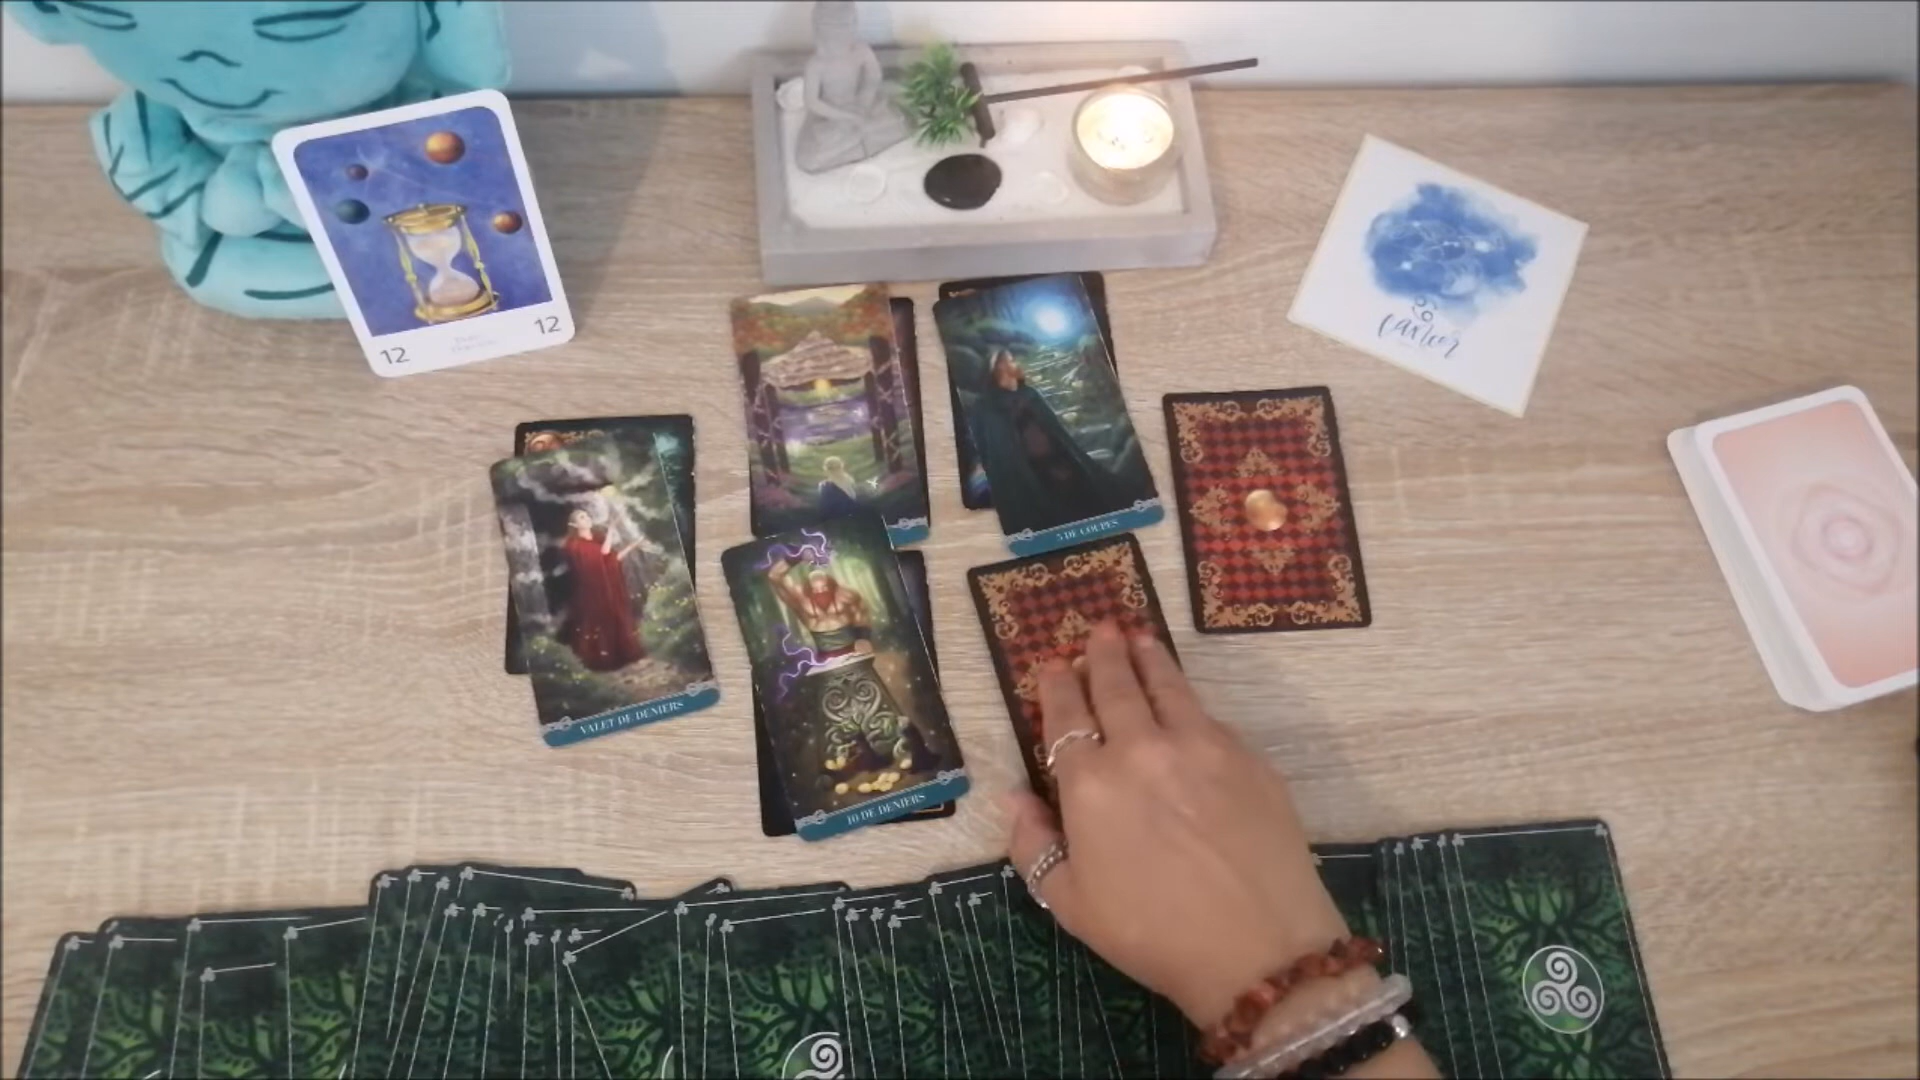 12
12
cancer
5 DE COUPES
VALET DE DENIERS
10 DE DENIERS